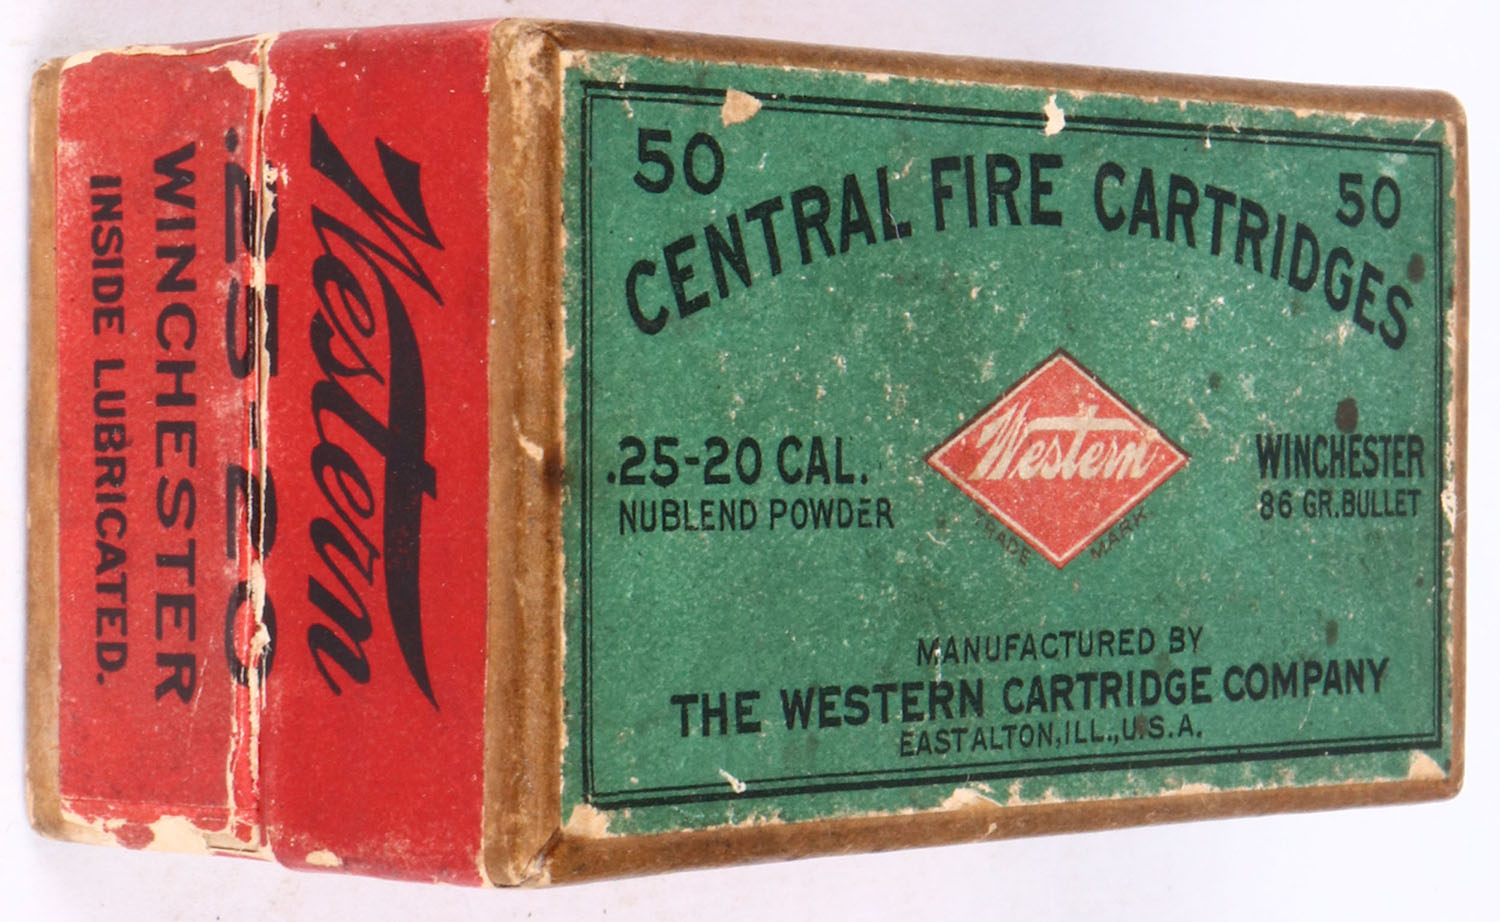 50 50
CENTRAL FIRE CARTRIDGES
.25-20 CAL.
NUBLEND POWDER
Western
TRADE MARK
WINCHESTER
86 GR. BULLET
MANUFACTURED BY
THE WESTERN CARTRIDGE COMPANY
EAST ALTON, ILL., U.S.A.
Western
.25-20
WINCHESTER
INSIDE LUBRICATED.